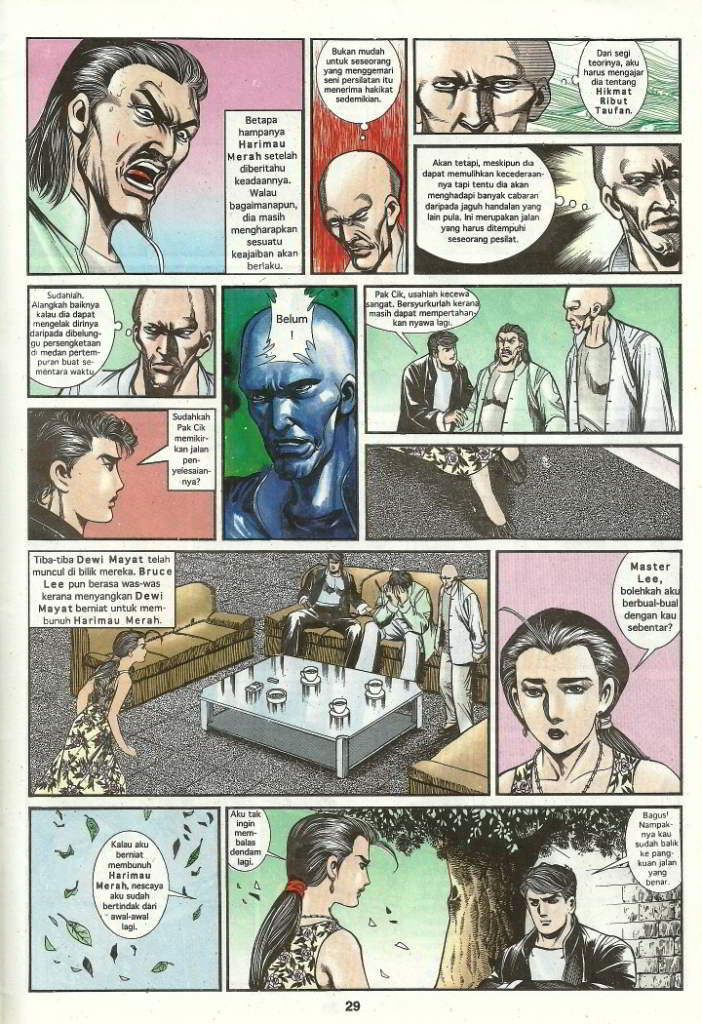 Betapa
hampanya
Harimau
Merah setelah
diberitahu
keadaannya.
Walau
bagaimanapun,
dia masih
mengharapkan
sesuatu
keajaiban akan
berlaku.
Bukan mudah
untuk seseorang
yang menggemari
seni persilatan itu
menerima hakikat
sedemikian.
Dari segi
teorinya, aku
harus mengajar
dia tentang
Hikmat
Ribut
Taufan.
Akan tetapi, meskipun dia
dapat memulihkan kecederaan-
nya tapi tentu dia akan
menghadapi banyak cabaran
daripada jaguh handalan yang
lain pula. Ini merupakan jalan
yang harus ditempuhi
seseorang pesilat.
Sudahlah.
Alangkah baiknya
kalau dia dapat
mengelak dirinya
daripada dibeleng-
gu persengketaan
di medan pertem-
puran buat se-
mentara waktu
Belum
!
Pak Cik, usahlah kecewa
sangat. Bersyukurlah kerana
masih dapat mempertahan-
kan nyawa lagi.
Sudahkah
Pak Cik
memikir-
kan jalan
pen-
yelesaian-
nya?
Tiba-tiba Dewi Mayat telah
muncul di bilik mereka. Bruce
Lee pun berasa was-was
kerana menyangkan Dewi
Mayat berniat untuk mem-
bunuh Harimau Merah.
Master
Lee,
bolehkah aku
berbual-bual
dengan kau
sebentar?
Kalau aku
berniat
membunuh
Harimau
Merah, nescaya
aku sudah
bertindak dari
awal-awal
lagi.
Aku tak
ingin
mem-
balas
dendam
lagi.
Bagus!
Nampak-
nya kau
sudah balik
ke pang-
kuan jalan
yang
benar.
29